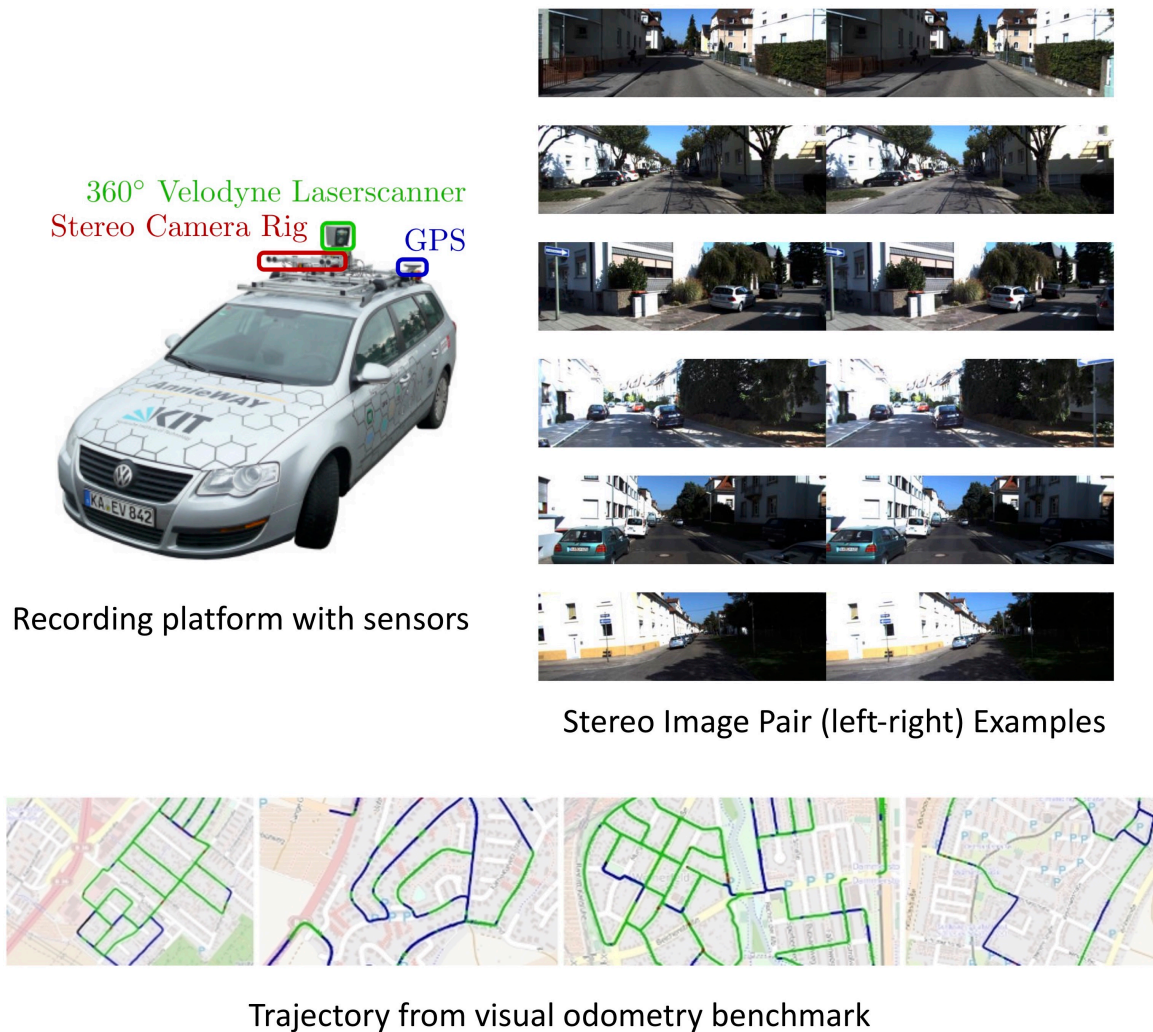 360° Velodyne Laserscanner
Stereo Camera Rig
GPS
AnnieWAY
KIT
KA EV 842
Recording platform with sensors
Stereo Image Pair (left-right) Examples
Trajectory from visual odometry benchmark